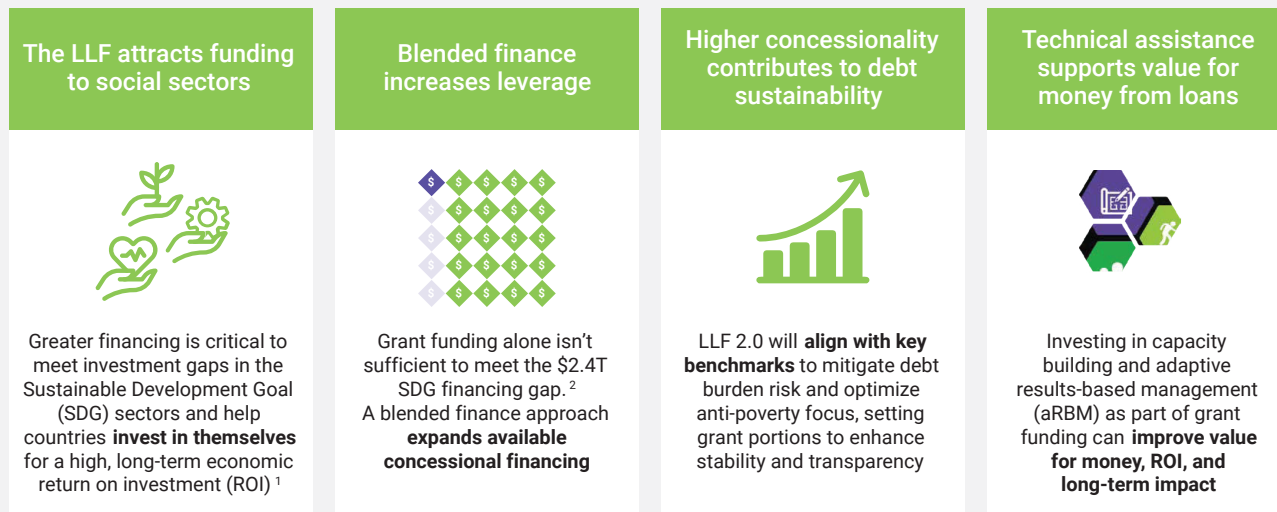 The LLF attracts funding
to social sectors
Greater financing is critical to
meet investment gaps in the
Sustainable Development Goal
(SDG) sectors and help
countries invest in themselves
for a high, long-term economic
return on investment (ROI) 1
Blended finance
increases leverage
$ $ $ $ $
$ $ $ $ $
$ $ $ $ $
$ $ $ $ $
$ $ $ $ $
Grant funding alone isn’t
sufficient to meet the $2.4T
SDG financing gap. 2
A blended finance approach
expands available
concessional financing
Higher concessionality
contributes to debt
sustainability
LLF 2.0 will align with key
benchmarks to mitigate debt
burden risk and optimize
anti-poverty focus, setting
grant portions to enhance
stability and transparency
Technical assistance
supports value for
money from loans
Investing in capacity
building and adaptive
results-based management
(aRBM) as part of grant
funding can improve value
for money, ROI, and
long-term impact